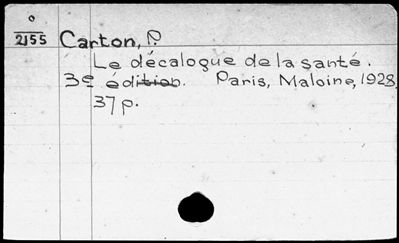 o
2155 Carton, P.
Le décalogue de la santé.
3e édition. Paris, Maloine, 1928.
37 p.